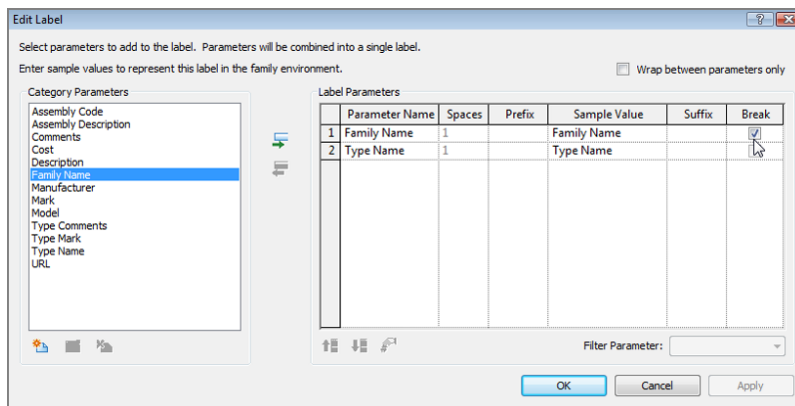 Edit Label
Select parameters to add to the label. Parameters will be combined into a single label.
Enter sample values to represent this label in the family environment.
Wrap between parameters only
Category Parameters
Assembly Code
Assembly Description
Comments
Cost
Description
Family Name
Manufacturer
Mark
Model
Type Comments
Type Mark
Type Name
URL
Label Parameters
Parameter Name Spaces Prefix Sample Value Suffix Break
1 Family Name 1 Family Name
2 Type Name 1 Type Name
Filter Parameter:
OK Cancel Apply